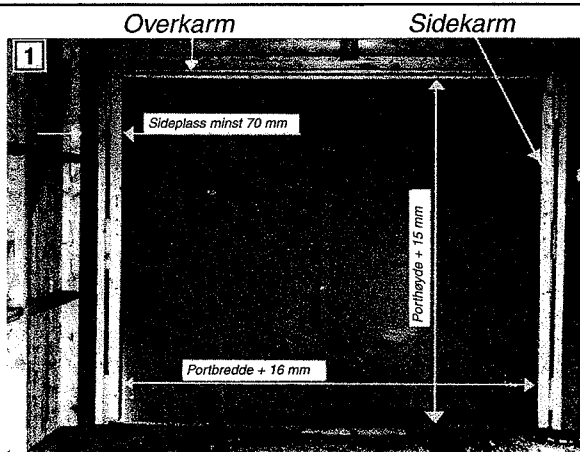 Overkarm Sidekarm
1
Sideplass minst 70 mm
Porthøyde + 15 mm
Portbredde + 16 mm